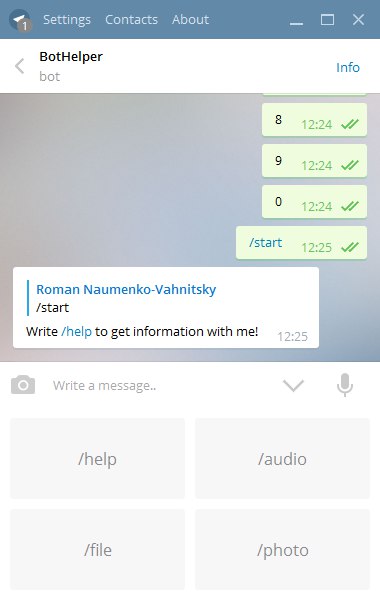 1
Settings Contacts About
BotHelper
bot
Info
8 12:24
9 12:24
0 12:24
/start 12:25
Roman Naumenko-Vahnitsky
/start
Write /help to get information with me! 12:25
Write a message..
/help /audio
/file /photo